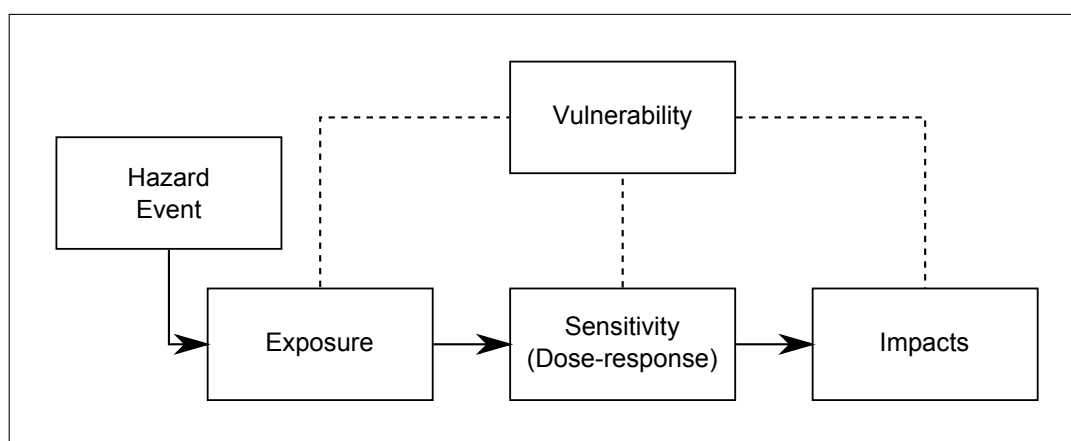 Vulnerability
Hazard
Event
Exposure
Sensitivity
(Dose-response)
Impacts